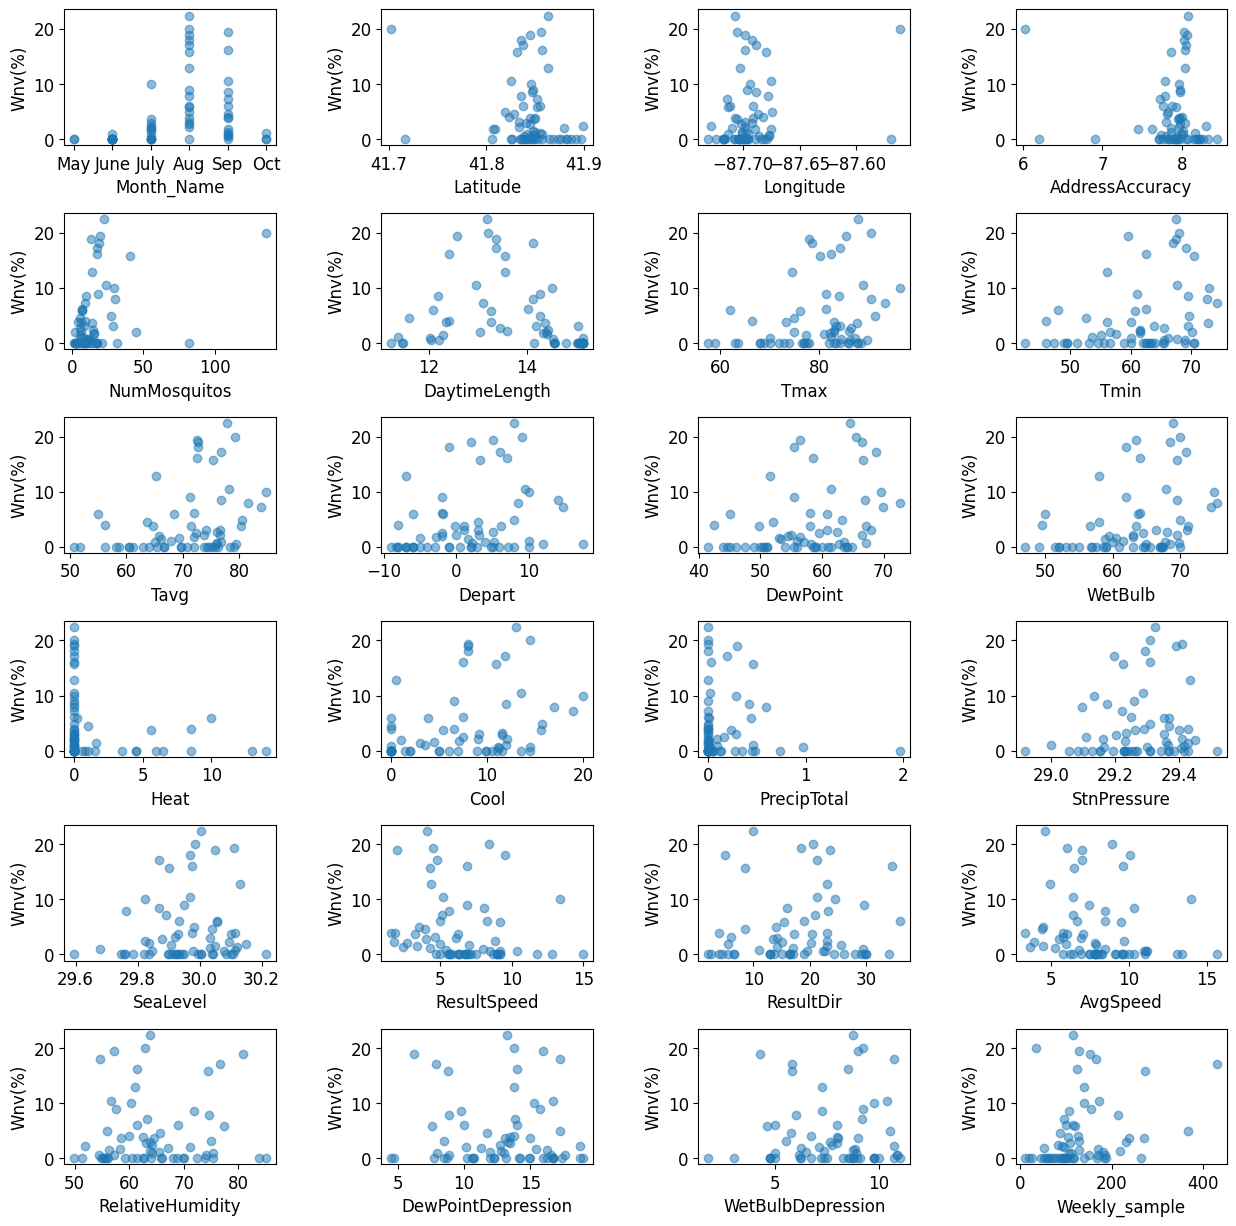 Wnv(%) 0 10 20 Wnv(%) 0 10 20 Wnv(%) 0 10 20 Wnv(%) 0 10 20
May June July Aug Sep Oct 41.7 41.8 41.9 −87.70 −87.65 −87.60 6 7 8
Month_Name Latitude Longitude AddressAccuracy
Wnv(%) 0 10 20 Wnv(%) 0 10 20 Wnv(%) 0 10 20 Wnv(%) 0 10 20
0 50 100 12 14 60 80 50 60 70
NumMosquitos DaytimeLength Tmax Tmin
Wnv(%) 0 10 20 Wnv(%) 0 10 20 Wnv(%) 0 10 20 Wnv(%) 0 10 20
50 60 70 80 −10 0 10 40 50 60 70 50 60 70
Tavg Depart DewPoint WetBulb
Wnv(%) 0 10 20 Wnv(%) 0 10 20 Wnv(%) 0 10 20 Wnv(%) 0 10 20
0 5 10 0 10 20 0 1 2 29.0 29.2 29.4
Heat Cool PrecipTotal StnPressure
Wnv(%) 0 10 20 Wnv(%) 0 10 20 Wnv(%) 0 10 20 Wnv(%) 0 10 20
29.6 29.8 30.0 30.2 5 10 15 10 20 30 5 10 15
SeaLevel ResultSpeed ResultDir AvgSpeed
Wnv(%) 0 10 20 Wnv(%) 0 10 20 Wnv(%) 0 10 20 Wnv(%) 0 10 20
50 60 70 80 5 10 15 5 10 0 200 400
RelativeHumidity DewPointDepression WetBulbDepression Weekly_sample